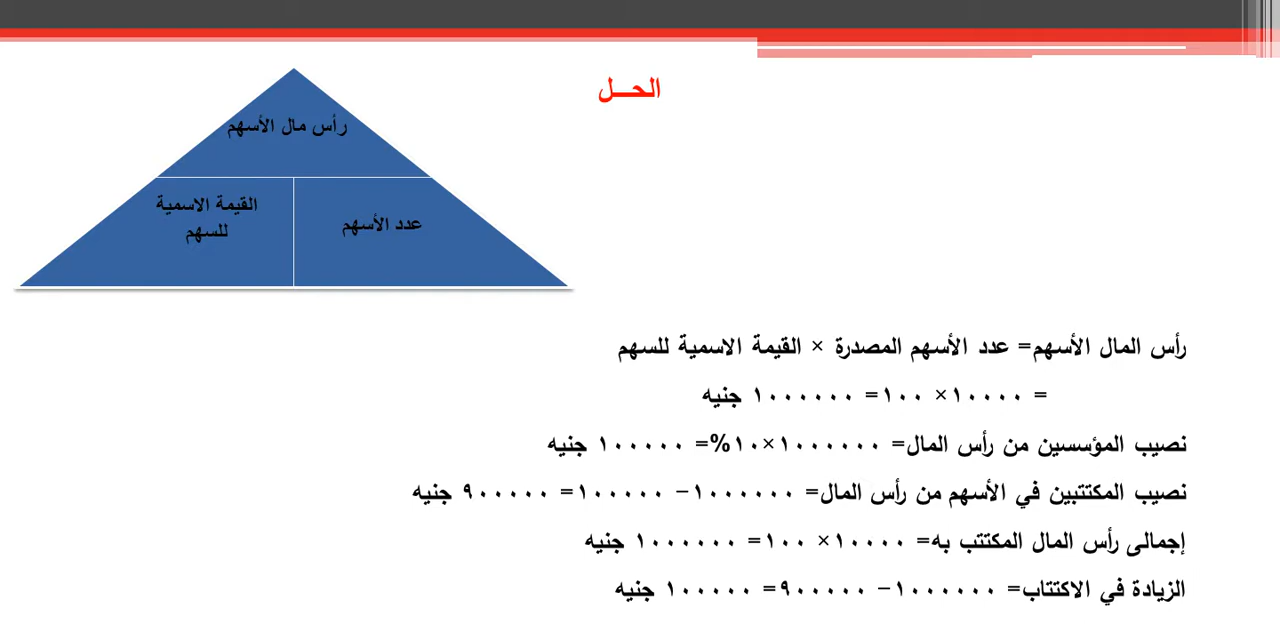 الحـــل
رأس مال الأسهم
عدد الأسهم
القيمة الاسمية
للسهم
رأس المال الأسهم= عدد الأسهم المصدرة × القيمة الاسمية للسهم
= ١٠٠٠٠× ١٠٠= ١٠٠٠٠٠٠ جنيه
نصيب المؤسسين من رأس المال= ١٠٠٠٠٠٠×١٠%= ١٠٠٠٠٠ جنيه
نصيب المكتتبين في الأسهم من رأس المال= ١٠٠٠٠٠٠− ١٠٠٠٠٠= ٩٠٠٠٠٠ جنيه
إجمالى رأس المال المكتتب به= ١٠٠٠٠× ١٠٠= ١٠٠٠٠٠٠ جنيه
الزيادة في الاكتتاب= ١٠٠٠٠٠٠− ٩٠٠٠٠٠= ١٠٠٠٠٠ جنيه